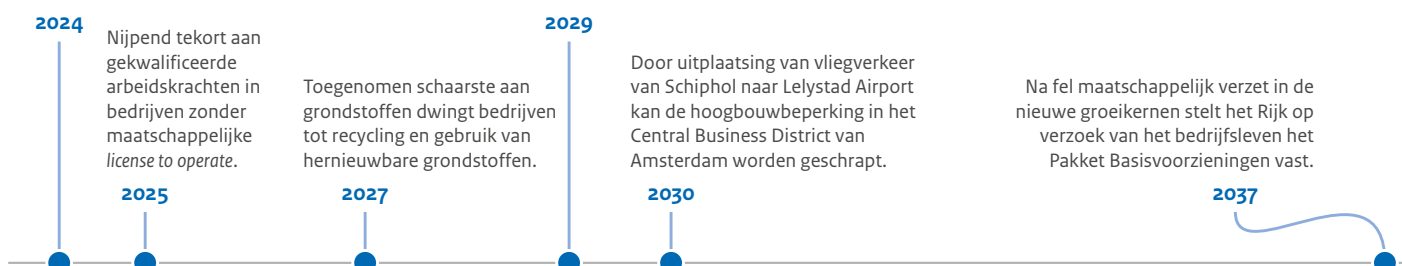 2024
Nijpend tekort aan
gekwalificeerde
arbeidskrachten in
bedrijven zonder
maatschappelijke
license to operate.
2025
Toegenomen schaarste aan
grondstoffen dwingt bedrijven
tot recycling en gebruik van
hernieuwbare grondstoffen.
2027
2029
Door uitplaatsing van vliegverkeer
van Schiphol naar Lelystad Airport
kan de hoogbouwbeperking in het
Central Business District van
Amsterdam worden geschrapt.
2030
Na fel maatschappelijk verzet in de
nieuwe groeikernen stelt het Rijk op
verzoek van het bedrijfsleven het
Pakket Basisvoorzieningen vast.
2037